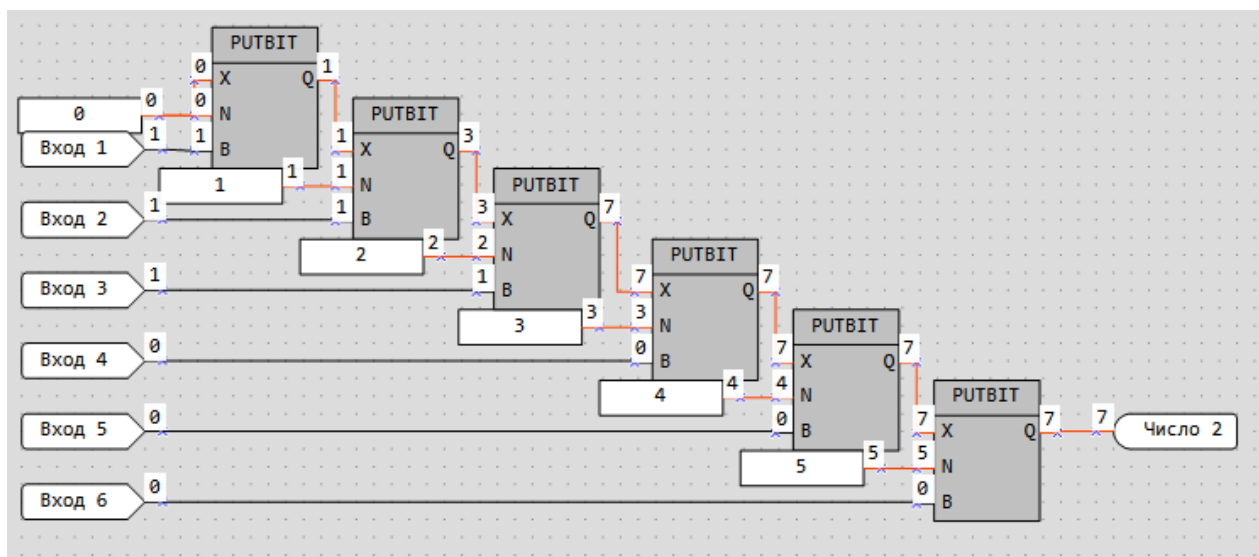 PUTBIT
0 X Q 1
0 0 0 N
Вход 1 1 1 B
PUTBIT
1 X Q 3
1 1 1 N
Вход 2 1 1 B
PUTBIT
3 X Q 7
2 2 2 N
Вход 3 1 1 B
PUTBIT
7 X Q 7
3 3 3 N
Вход 4 0 0 B
PUTBIT
7 X Q 7
4 4 4 N
Вход 5 0 0 B
PUTBIT
7 X Q 7 7 Число 2
5 5 5 N
Вход 6 0 0 B